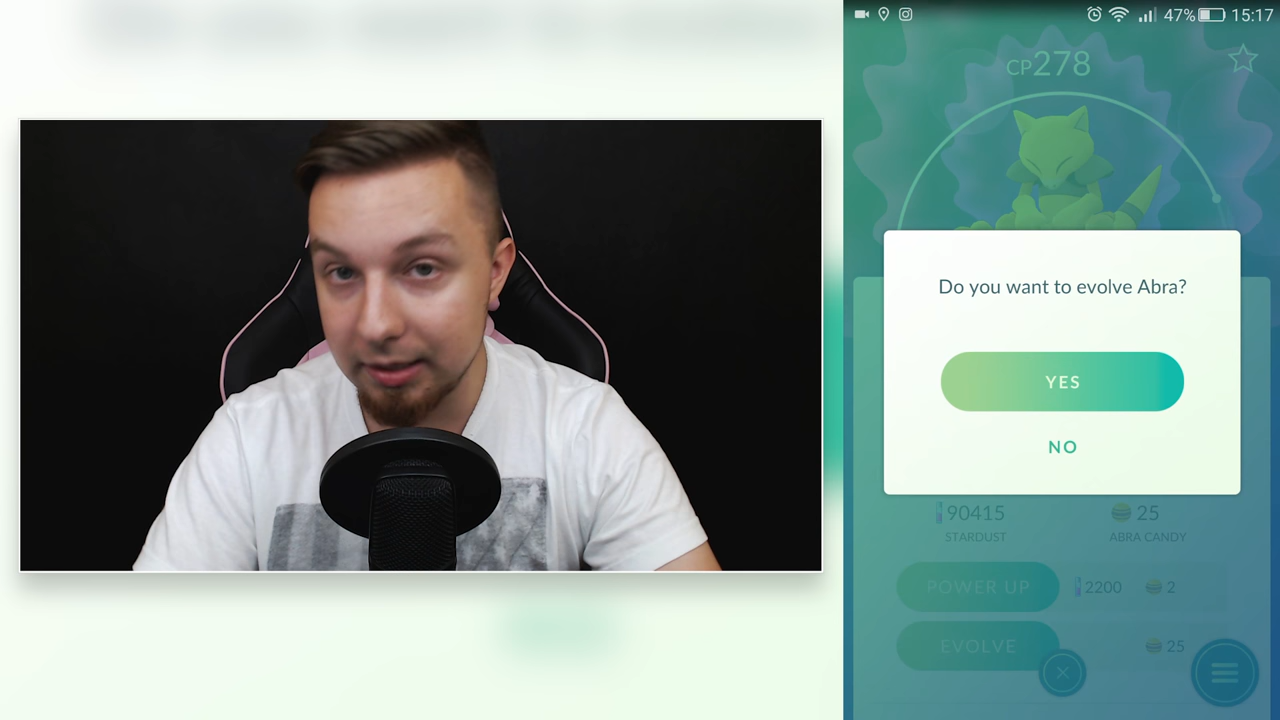 47% 15:17
CP278
Do you want to evolve Abra?
YES
NO
90415 25
STARDUST ABRA CANDY
POWER UP 2200 2
EVOLVE 25